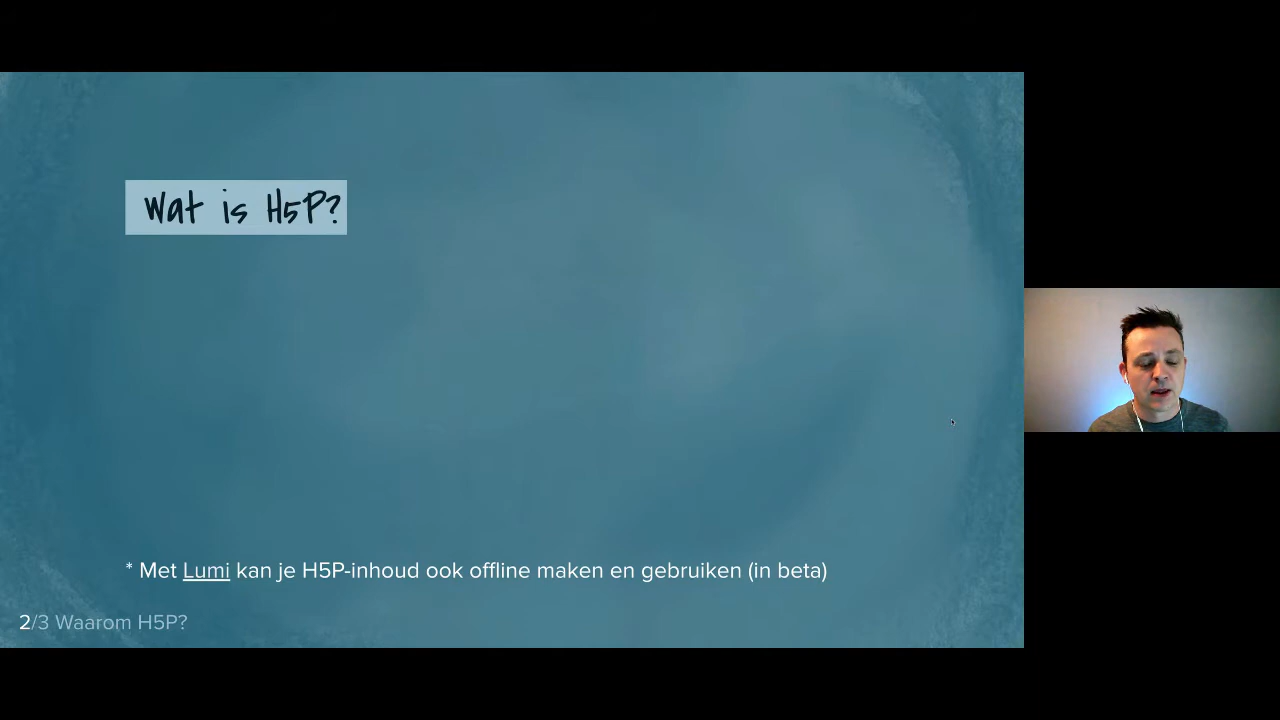 Wat is H5P?
* Met Lumi kan je H5P-inhoud ook offline maken en gebruiken (in beta)
2/3 Waarom H5P?